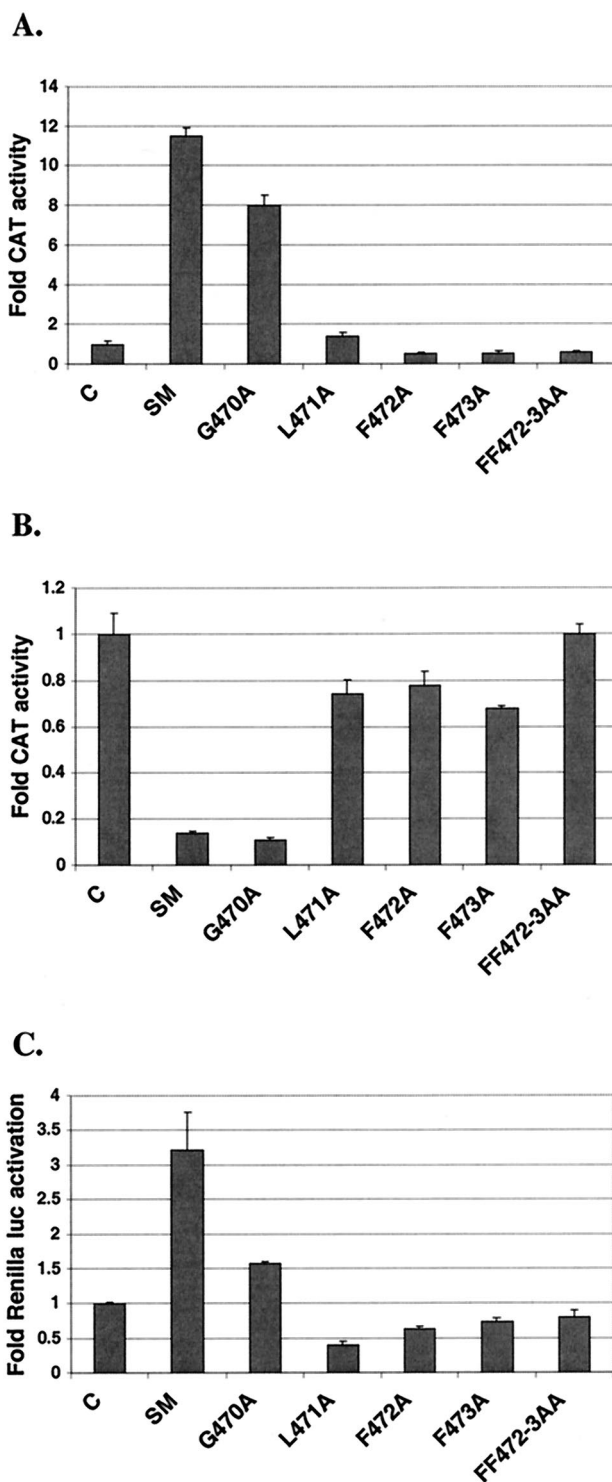 A.
Fold CAT activity
14
12
10
8
6
4
2
0
C
SM
G470A
L471A
F472A
F473A
FF472-3AA
B.
Fold CAT activity
1.2
1
0.8
0.6
0.4
0.2
0
C
SM
G470A
L471A
F472A
F473A
FF472-3AA
C.
Fold Renilla luc activation
4
3.5
3
2.5
2
1.5
1
0.5
0
C
SM
G470A
L471A
F472A
F473A
FF472-3AA